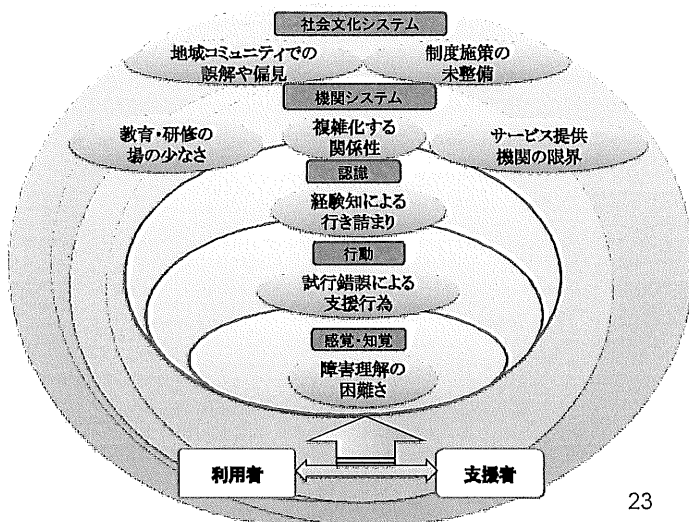 社会文化システム
地域コミュニティでの
誤解や偏見
制度施策の
未整備
機関システム
教育・研修の
場の少なさ
複雑化する
関係性
サービス提供
機関の限界
認識
経験知による
行き詰まり
行動
試行錯誤による
支援行為
感覚・知覚
障害理解の
困難さ
利用者
支援者
23